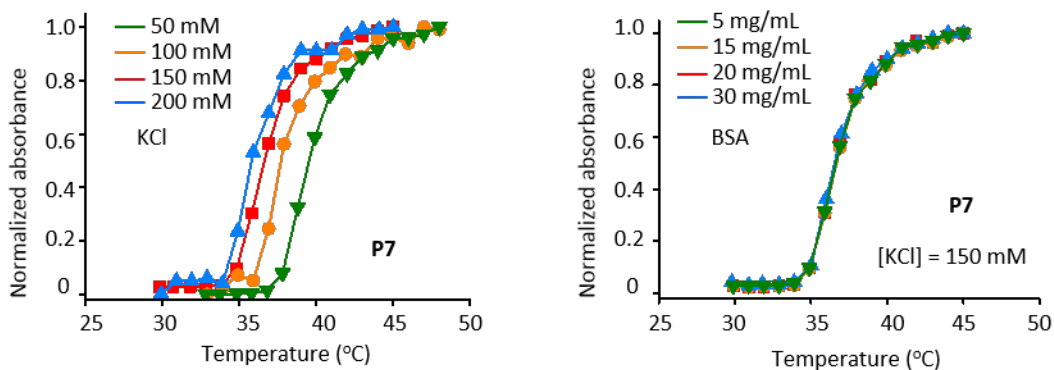 50 mM
100 mM
150 mM
200 mM
KCl
P7
Normalized absorbance
1.0
0.8
0.6
0.4
0.2
0
25 30 35 40 45 50
Temperature (°C)
5 mg/mL
15 mg/mL
20 mg/mL
30 mg/mL
BSA
P7
[KCl] = 150 mM
Normalized absorbance
1.0
0.8
0.6
0.4
0.2
0
25 30 35 40 45 50
Temperature (°C)